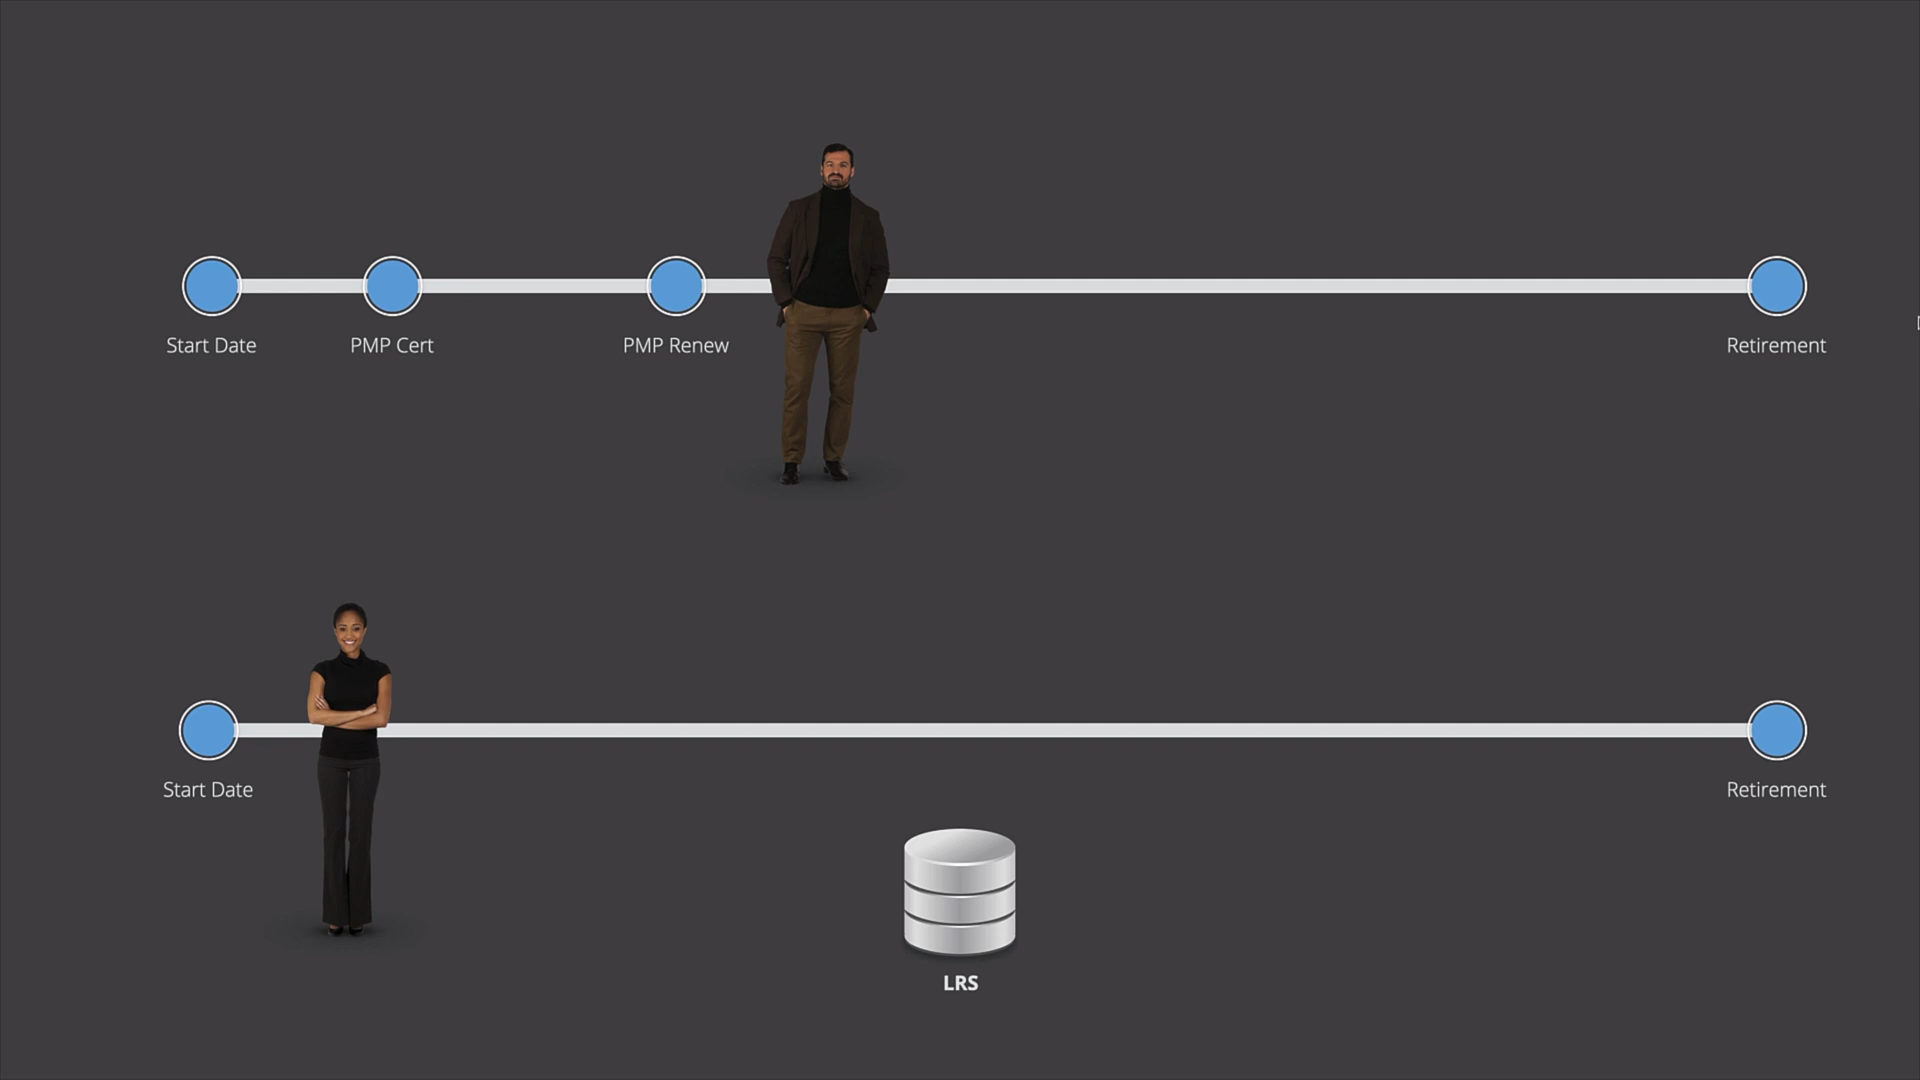 Start Date
PMP Cert
PMP Renew
Retirement
Start Date
Retirement
LRS